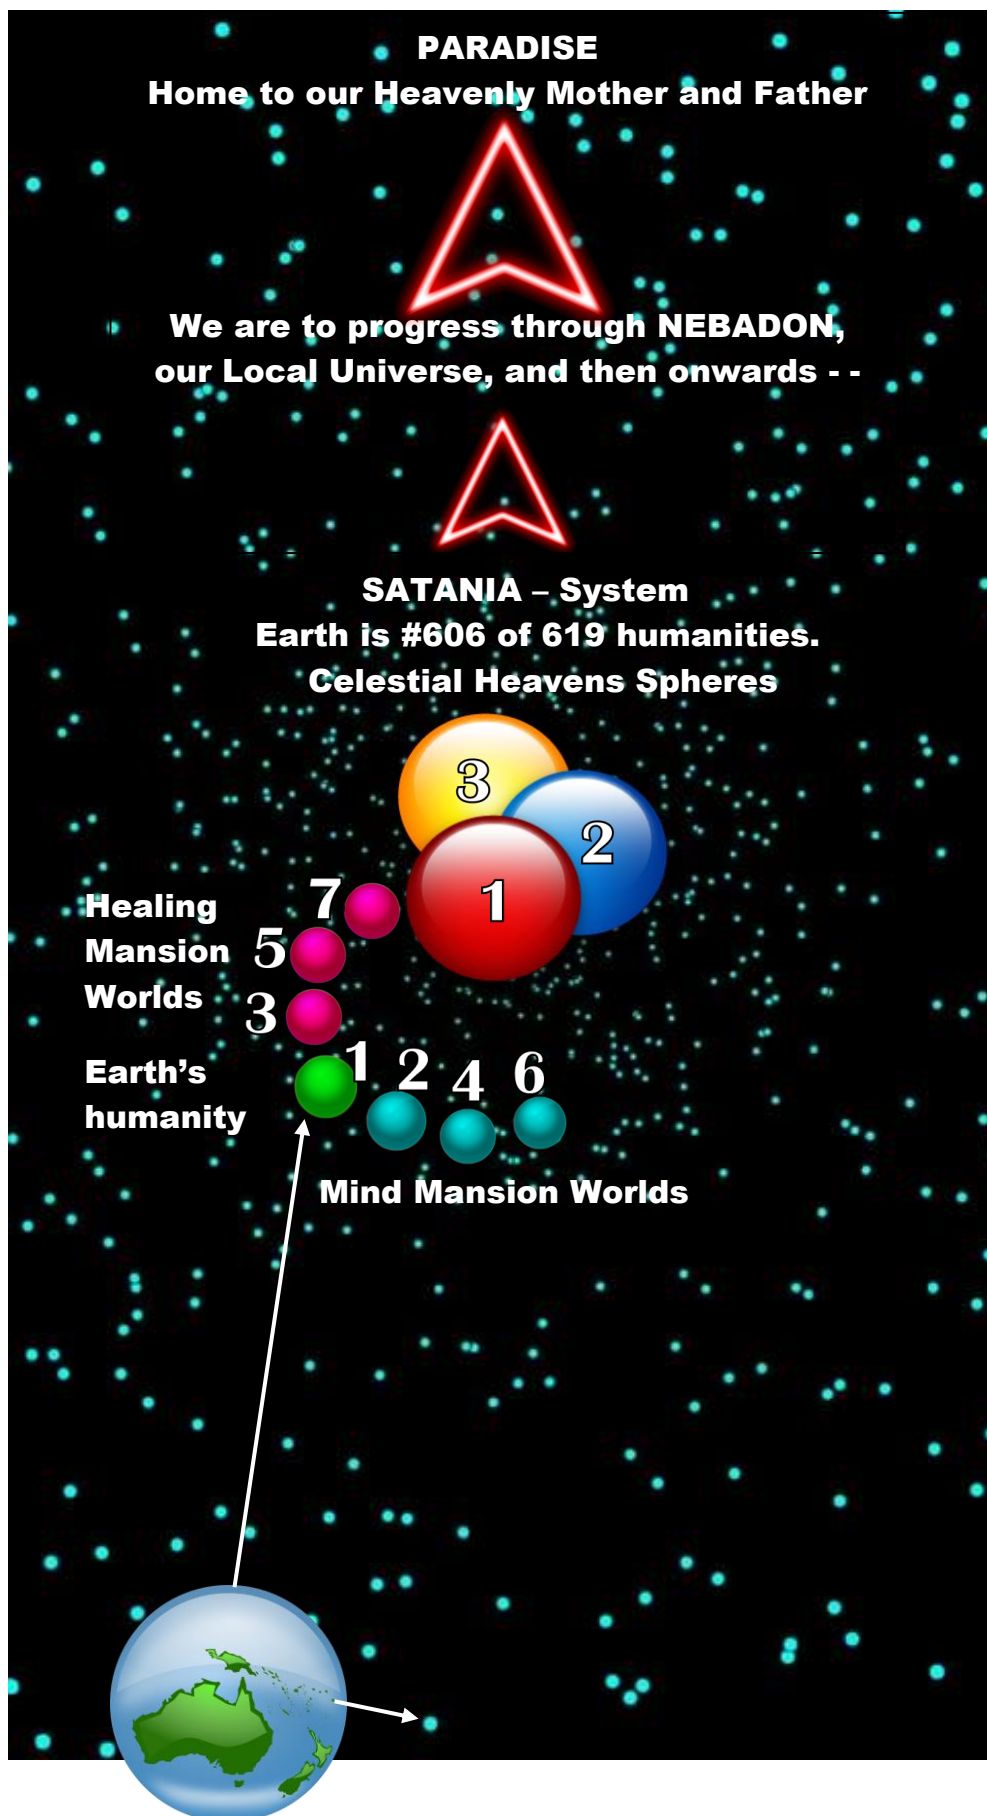 PARADISE
Home to our Heavenly Mother and Father
We are to progress through NEBADON,
our Local Universe, and then onwards - -
SATANIA – System
Earth is #606 of 619 humanities.
Celestial Heavens Spheres
3
2
1
Healing
Mansion
Worlds
7
5
3
Earth's
humanity
1
2
4
6
Mind Mansion Worlds